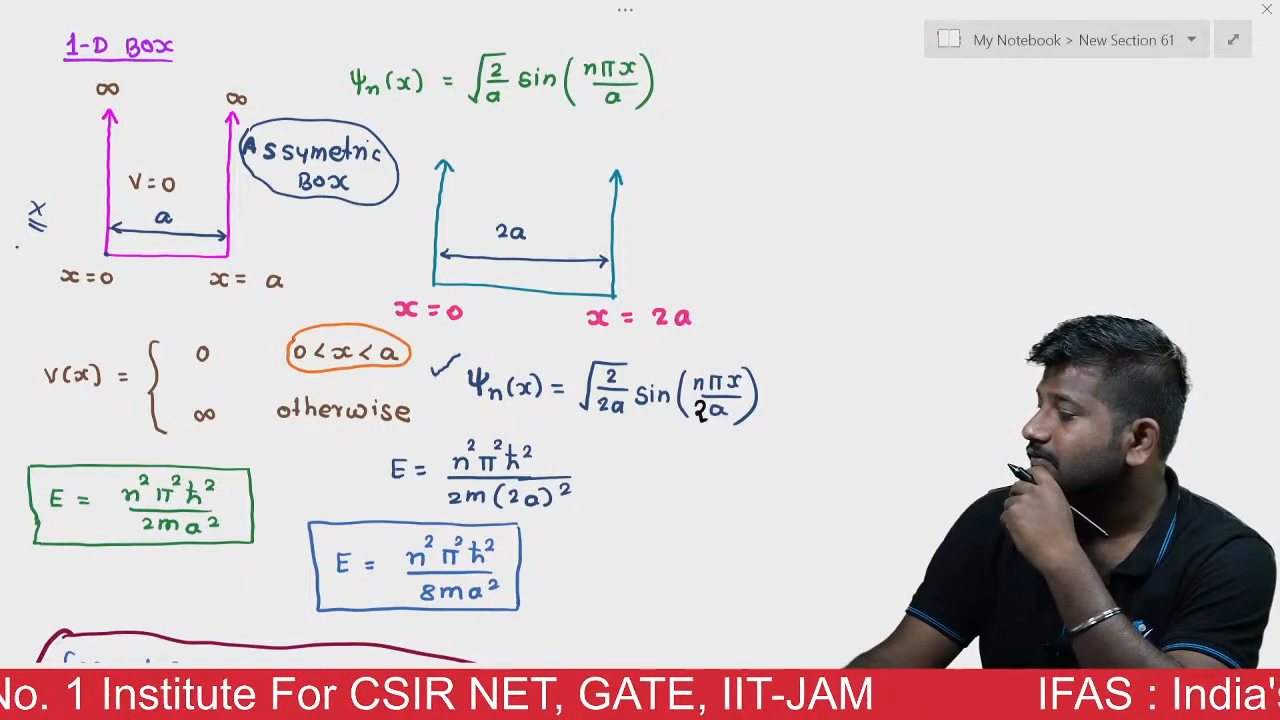 1-D BOX
ψn(x) = √(2/a) sin (nπx/a)
∞
∞
Assymetric
BOX
V=0
a
x
x=0
x= a
2a
x=0
x = 2a
V(x) = { 0 0<x<a
∞ otherwise
✓ ψn(x) = √(2/2a) sin (nπx/2a)
E = n²π²ħ²/2m(2a)²
E = n²π²ħ²/2ma²
E = n²π²ħ²/8ma²
My Notebook > New Section 61
No. 1 Institute For CSIR NET, GATE, IIT-JAM IFAS : India's